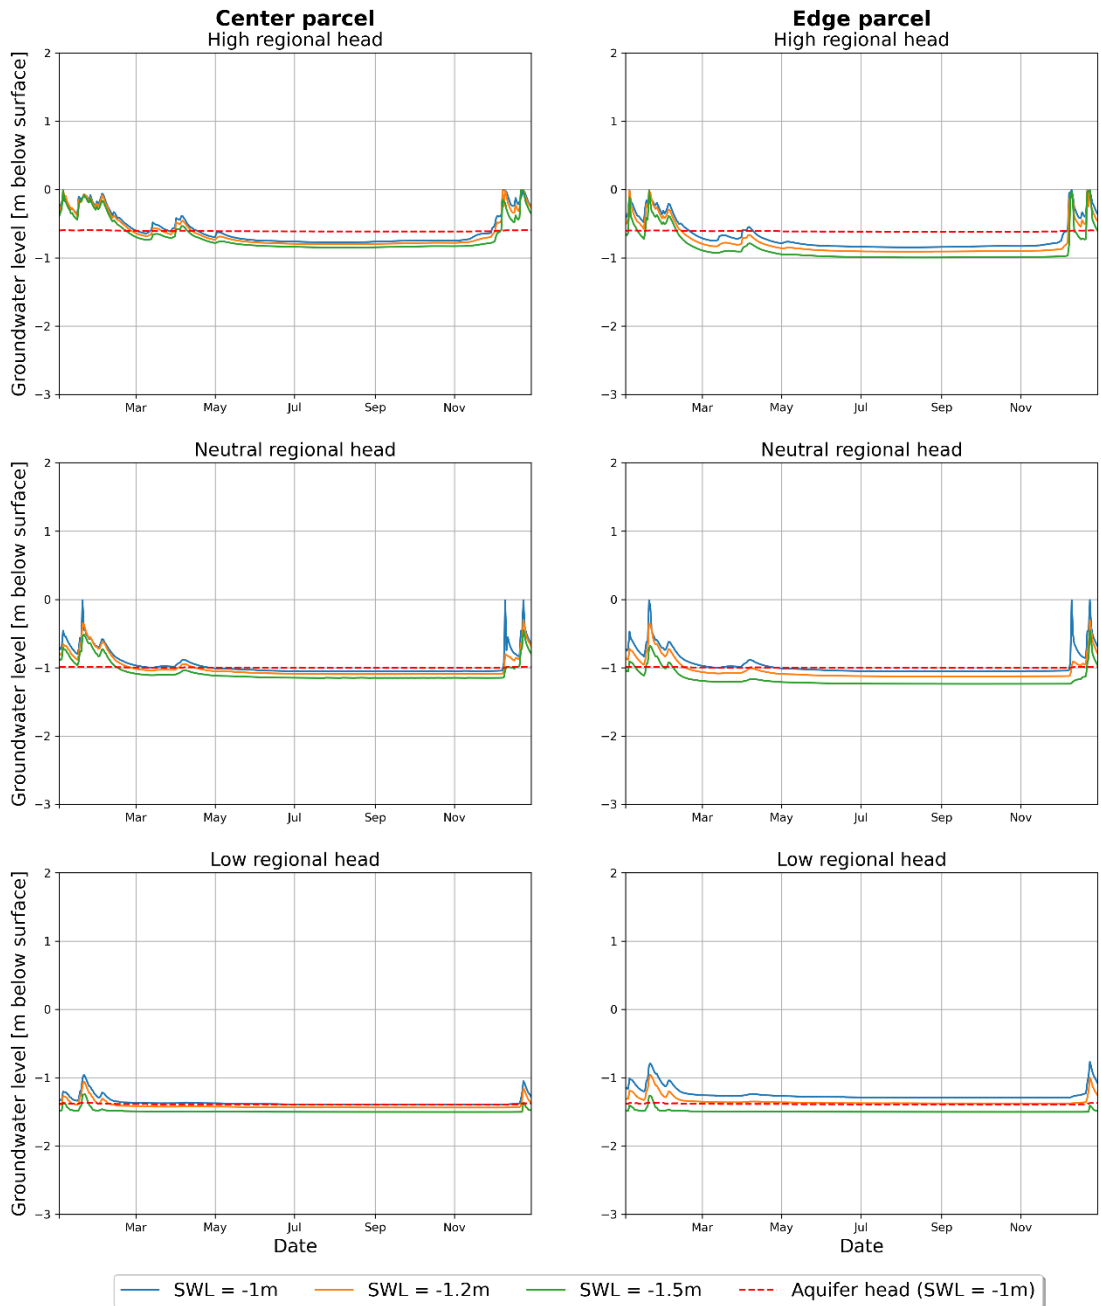 Center parcel
High regional head
Groundwater level [m below surface]
2
1
0
−1
−2
−3
Mar May Jul Sep Nov
Edge parcel
High regional head
2
1
0
−1
−2
−3
Mar May Jul Sep Nov
Neutral regional head
Groundwater level [m below surface]
2
1
0
−1
−2
−3
Mar May Jul Sep Nov
Neutral regional head
2
1
0
−1
−2
−3
Mar May Jul Sep Nov
Low regional head
Groundwater level [m below surface]
2
1
0
−1
−2
−3
Mar May Jul Sep Nov
Date
Low regional head
2
1
0
−1
−2
−3
Mar May Jul Sep Nov
Date
SWL = -1m SWL = -1.2m SWL = -1.5m Aquifer head (SWL = -1m)